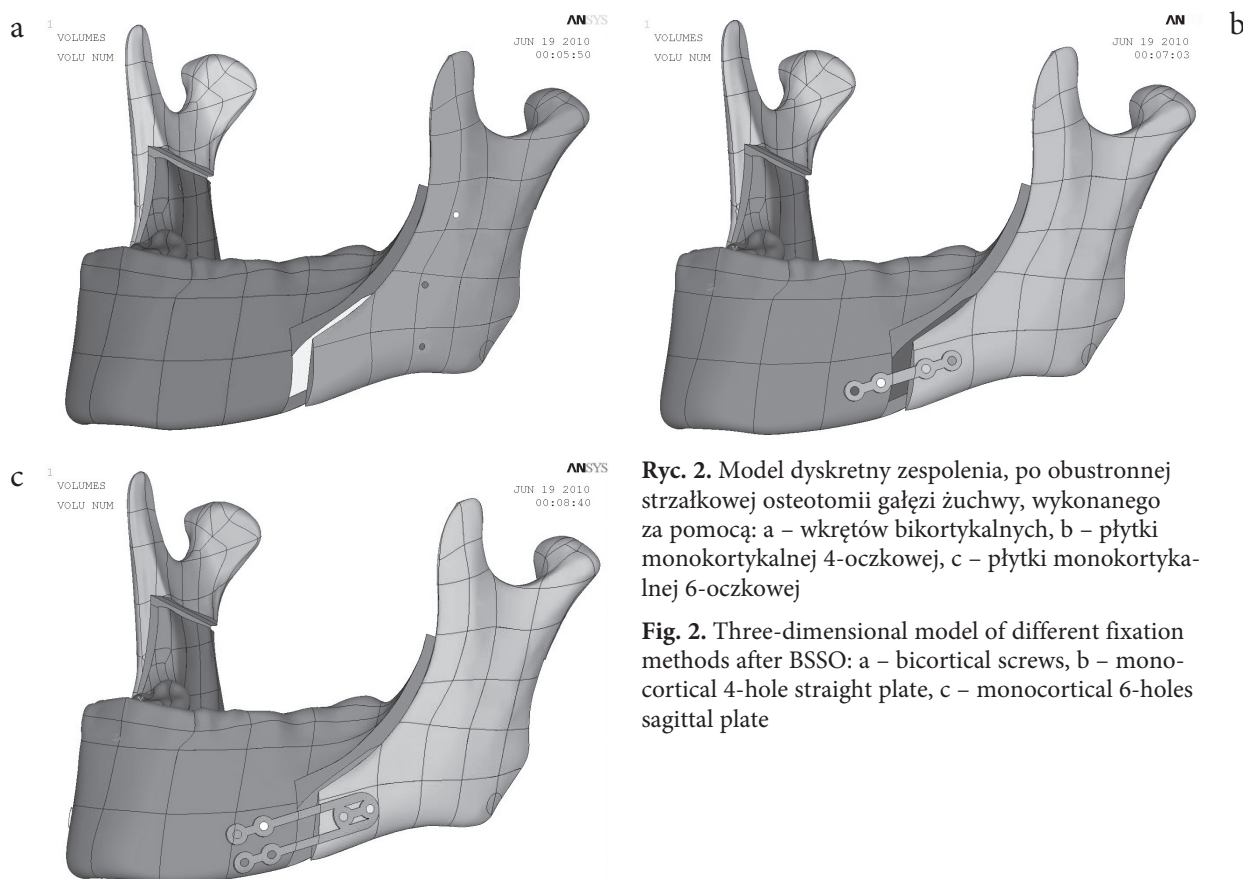 a
1
VOLUMES
VOLU NUM
ANSYS
JUN 19 2010
00:05:50
1
VOLUMES
VOLU NUM
AN
JUN 19 2010
00:07:03
b
c
1
VOLUMES
VOLU NUM
ANSYS
JUN 19 2010
00:08:40
Ryc. 2. Model dyskretny zespolenia, po obustronnej
strzałkowej osteotomii gałęzi żuchwy, wykonanego
za pomocą: a – wkrętów bikortykalnych, b – płytki
monokortykalnej 4-oczkowej, c – płytki monokortyka-
lnej 6-oczkowej
Fig. 2. Three-dimensional model of different fixation
methods after BSSO: a – bicortical screws, b – mono-
cortical 4-hole straight plate, c – monocortical 6-holes
sagittal plate